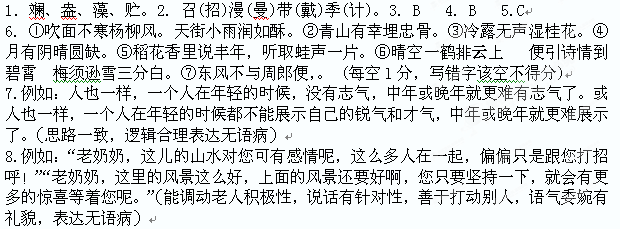 1. 斓、盎、藻、贮。2. 召(招)漫(曼)带(戴)季(计)。3. B　4. B　5.C
6. ①吹面不寒杨柳风。天街小雨润如酥。②青山有幸埋忠骨。③冷露无声湿桂花。④
月有阴晴圆缺。⑤稻花香里说半年，听取蛙声一片。⑥晴空一鹤排云上　便引诗情到
碧霄　梅须逊雪三分白。⑦东风不与周郎便，。（每空1分，写错字该空不得分）
7.例如：人也一样，一个人在年轻的时候，没有志气，中年或晚年就更难有志气了。或
人也一样，一个人在年轻的时候都不能展示自己的锐气和才气，中年或晚年就更难展示
了。（思路一致，逻辑合理表达无语病）
8.例如：“老奶奶，这儿的山水对您可有感情呢，这么多人在一起，偏偏只是跟您打招
呼！”“老奶奶，这里的风景这么好，上面的风景还要好啊，您只要坚持一下，就会有更
多的惊喜等着您呢。”（能调动老人积极性，说话有针对性，善于打动别人，语气委婉有
礼貌，表达无语病）